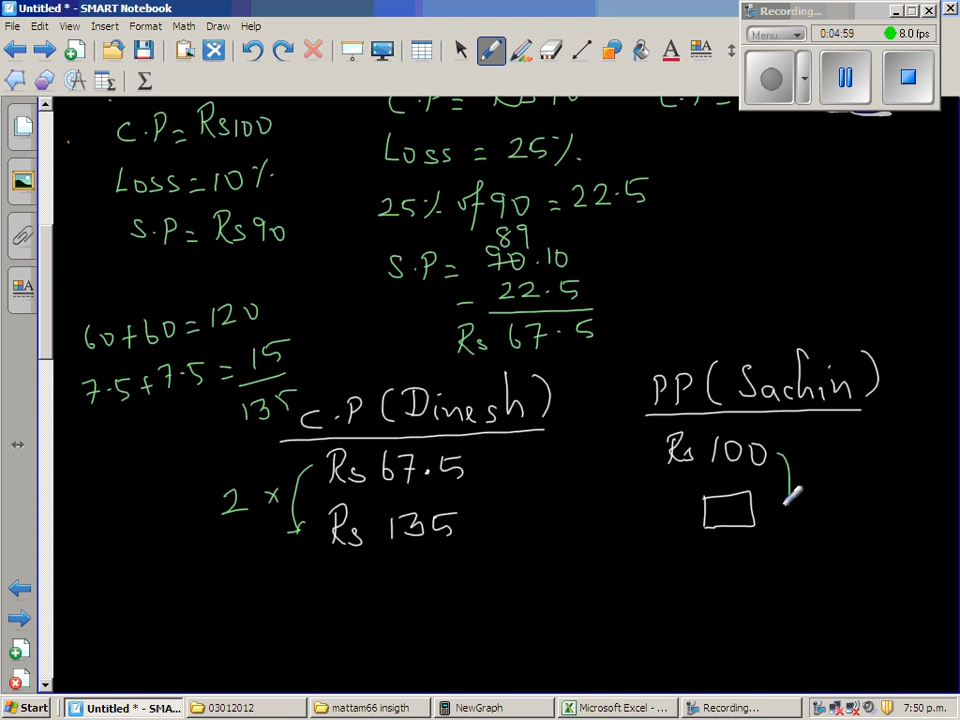 Untitled * - SMART Notebook
File Edit View Insert Format Math Draw Help
Recording...
Menu
0:04:59
8.0 fps
C.P = Rs100
Loss = 10%
S.P = Rs 90
Loss = 25%.
25% of 90 = 22.5
89
S.P = 90.10
- 22.5
Rs 67.5
60+60 = 120
7.5+7.5 = 15
135
C.P (Dinesh)
Rs 67.5
2 ×
Rs 135
PP (Sachin)
Rs 100
Start
Untitled * - SMA...
03012012
mattam66 insigth
NewGraph
Microsoft Excel - ...
Recording...
7:50 p.m.